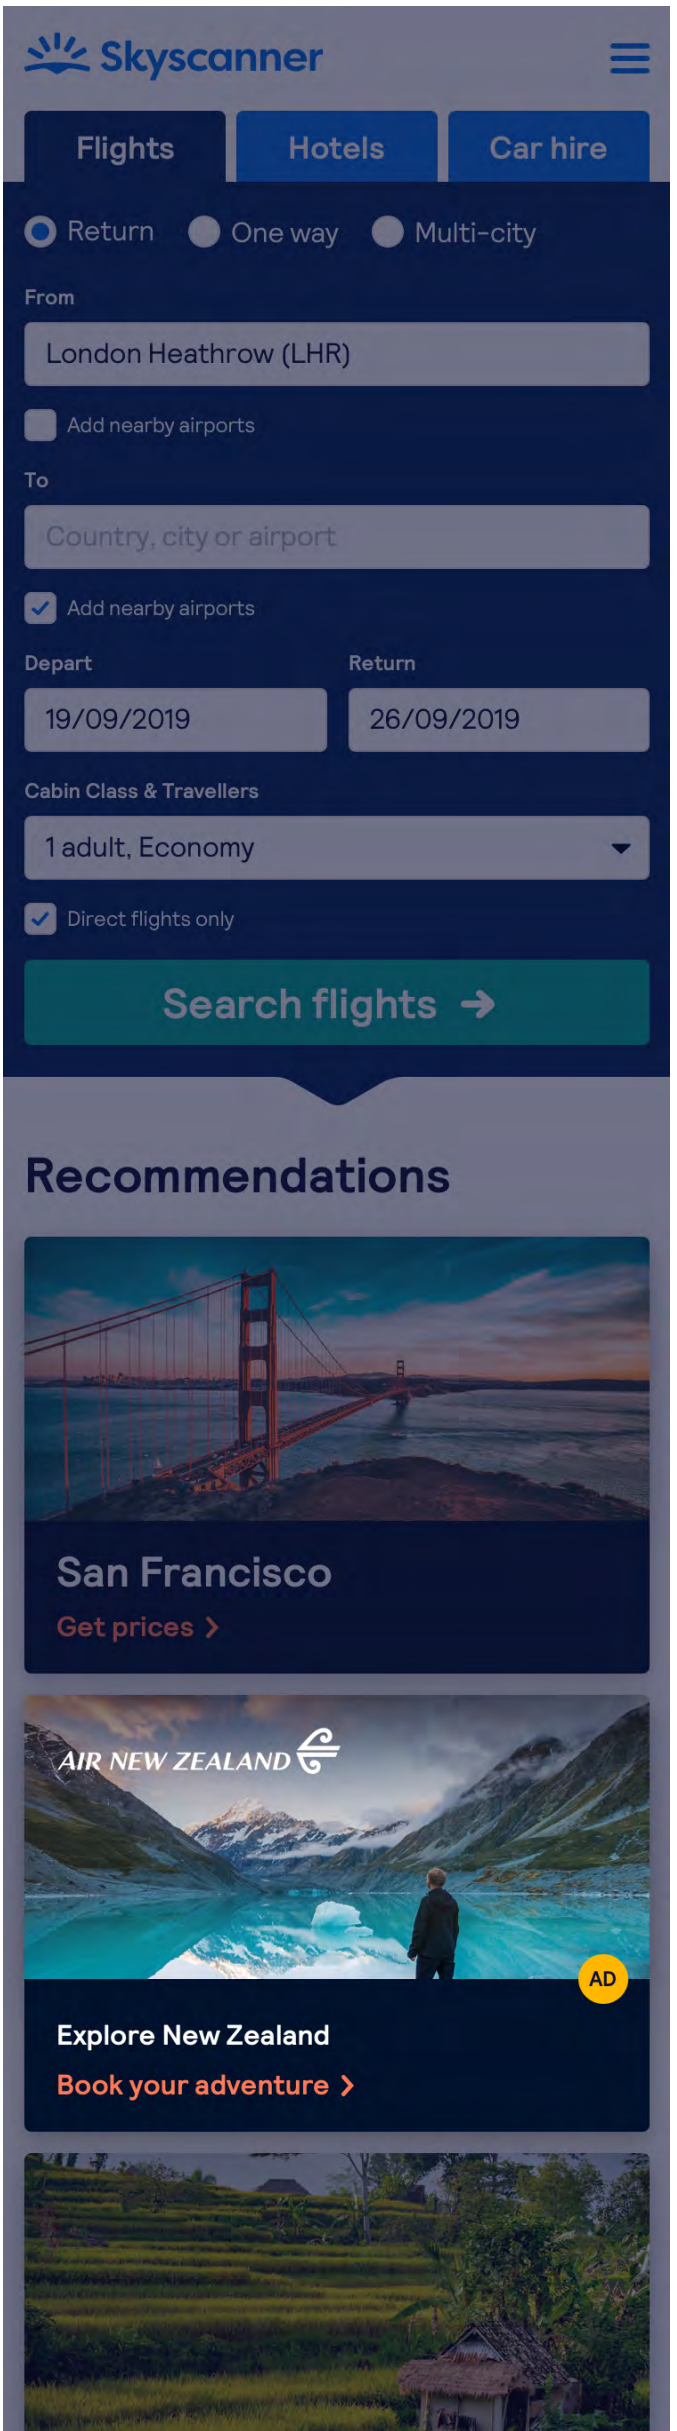 Skyscanner
Flights Hotels Car hire
Return One way Multi-city
From
London Heathrow (LHR)
Add nearby airports
To
Country, city or airport
Add nearby airports
Depart Return
19/09/2019 26/09/2019
Cabin Class & Travellers
1 adult, Economy
Direct flights only
Search flights
Recommendations
San Francisco
Get prices
AIR NEW ZEALAND
AD
Explore New Zealand
Book your adventure